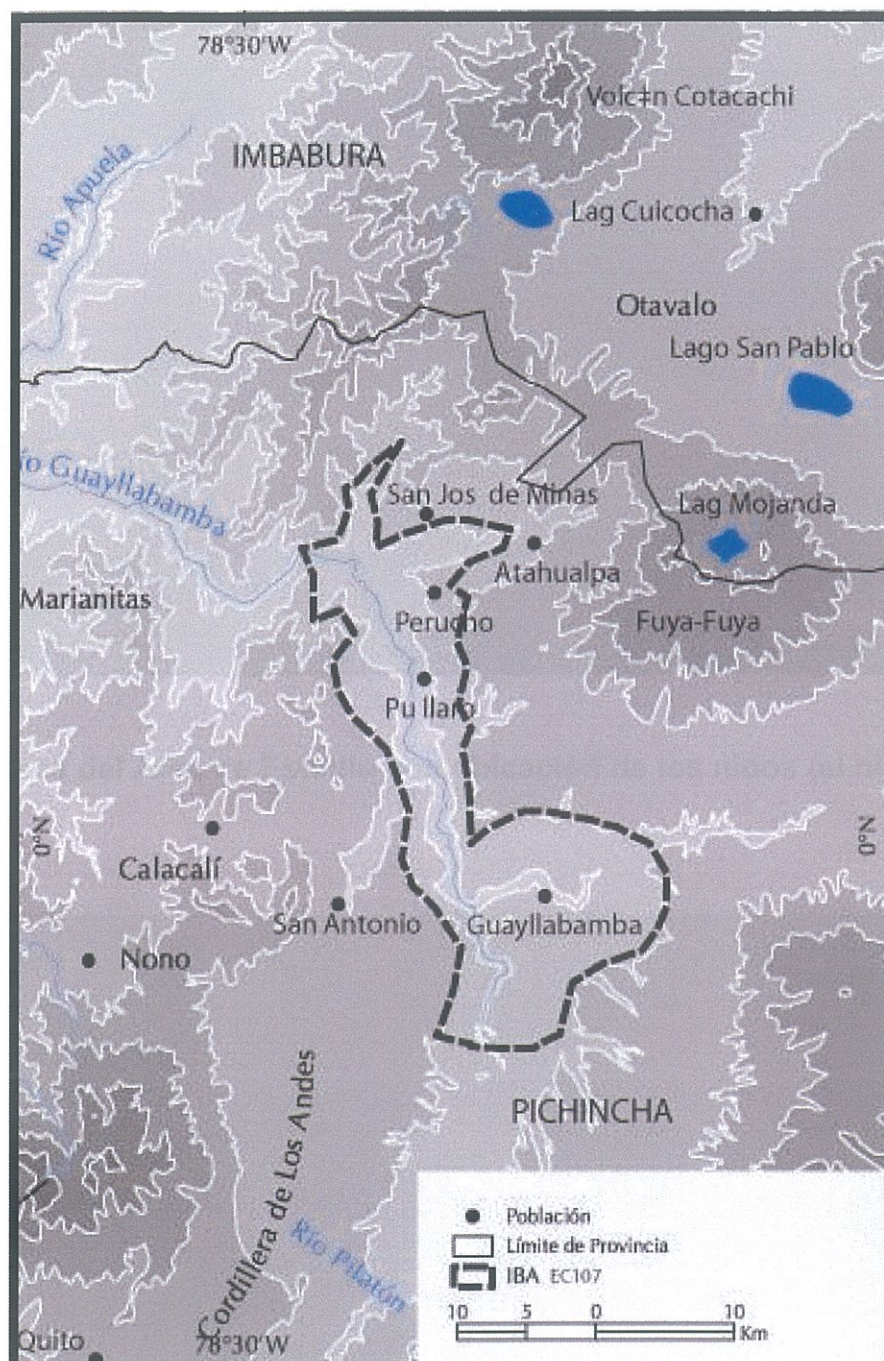 78°30'W
Volc‡n Cotacachi
IMBABURA
Río Apuela
Lag Cuicocha
Otavalo
Lago San Pablo
ío Guayllabamba
San Jos de Minas
Lag Mojanda
Atahualpa
Marianitas
Perucho
Fuya-Fuya
Pu llaro
0°N
0°N
Calacalí
San Antonio
Guayllabamba
Nono
Cordillera de Los Andes
PICHINCHA
Río Pilatón
Quito
78°30'W
Población
Límite de Provincia
IBA EC107
10 5 0 10
Km